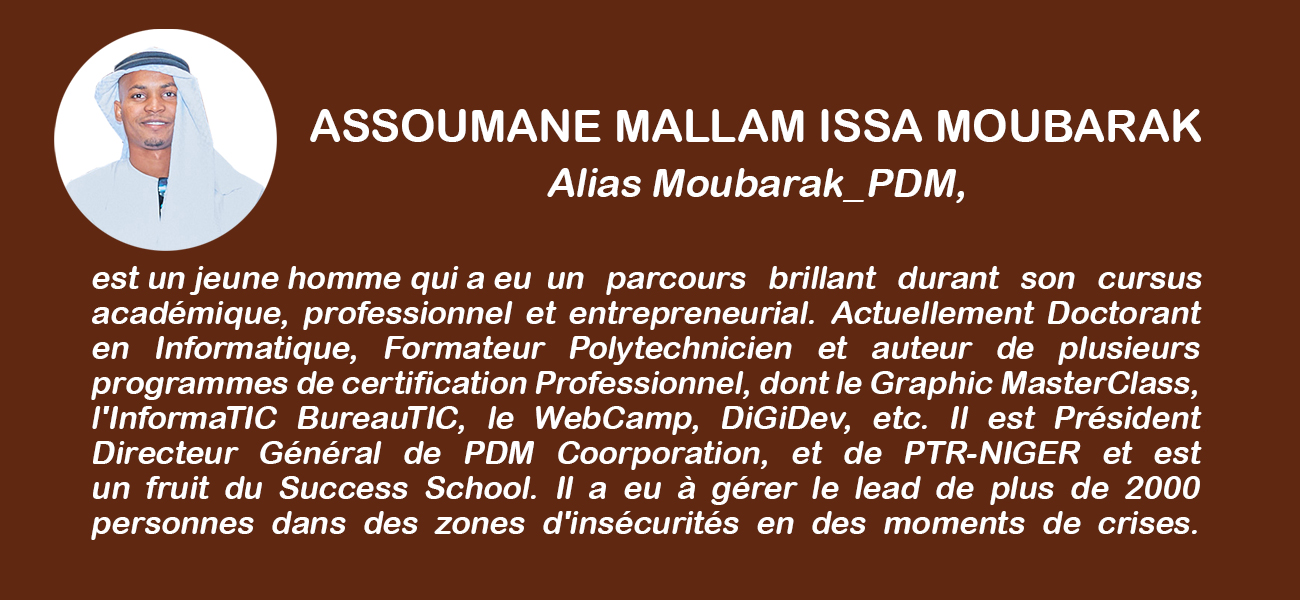 ASSOUMANE MALLAM ISSA MOUBARAK
Alias Moubarak_PDM,
est un jeune homme qui a eu un parcours brillant durant son cursus
académique, professionnel et entrepreneurial. Actuellement Doctorant
en Informatique, Formateur Polytechnicien et auteur de plusieurs
programmes de certification Professionnel, dont le Graphic MasterClass,
l'InformaTIC BureauTIC, le WebCamp, DiGiDev, etc. Il est Président
Directeur Général de PDM Coorporation, et de PTR-NIGER et est
un fruit du Success School. Il a eu à gérer le lead de plus de 2000
personnes dans des zones d'insécurités en des moments de crises.